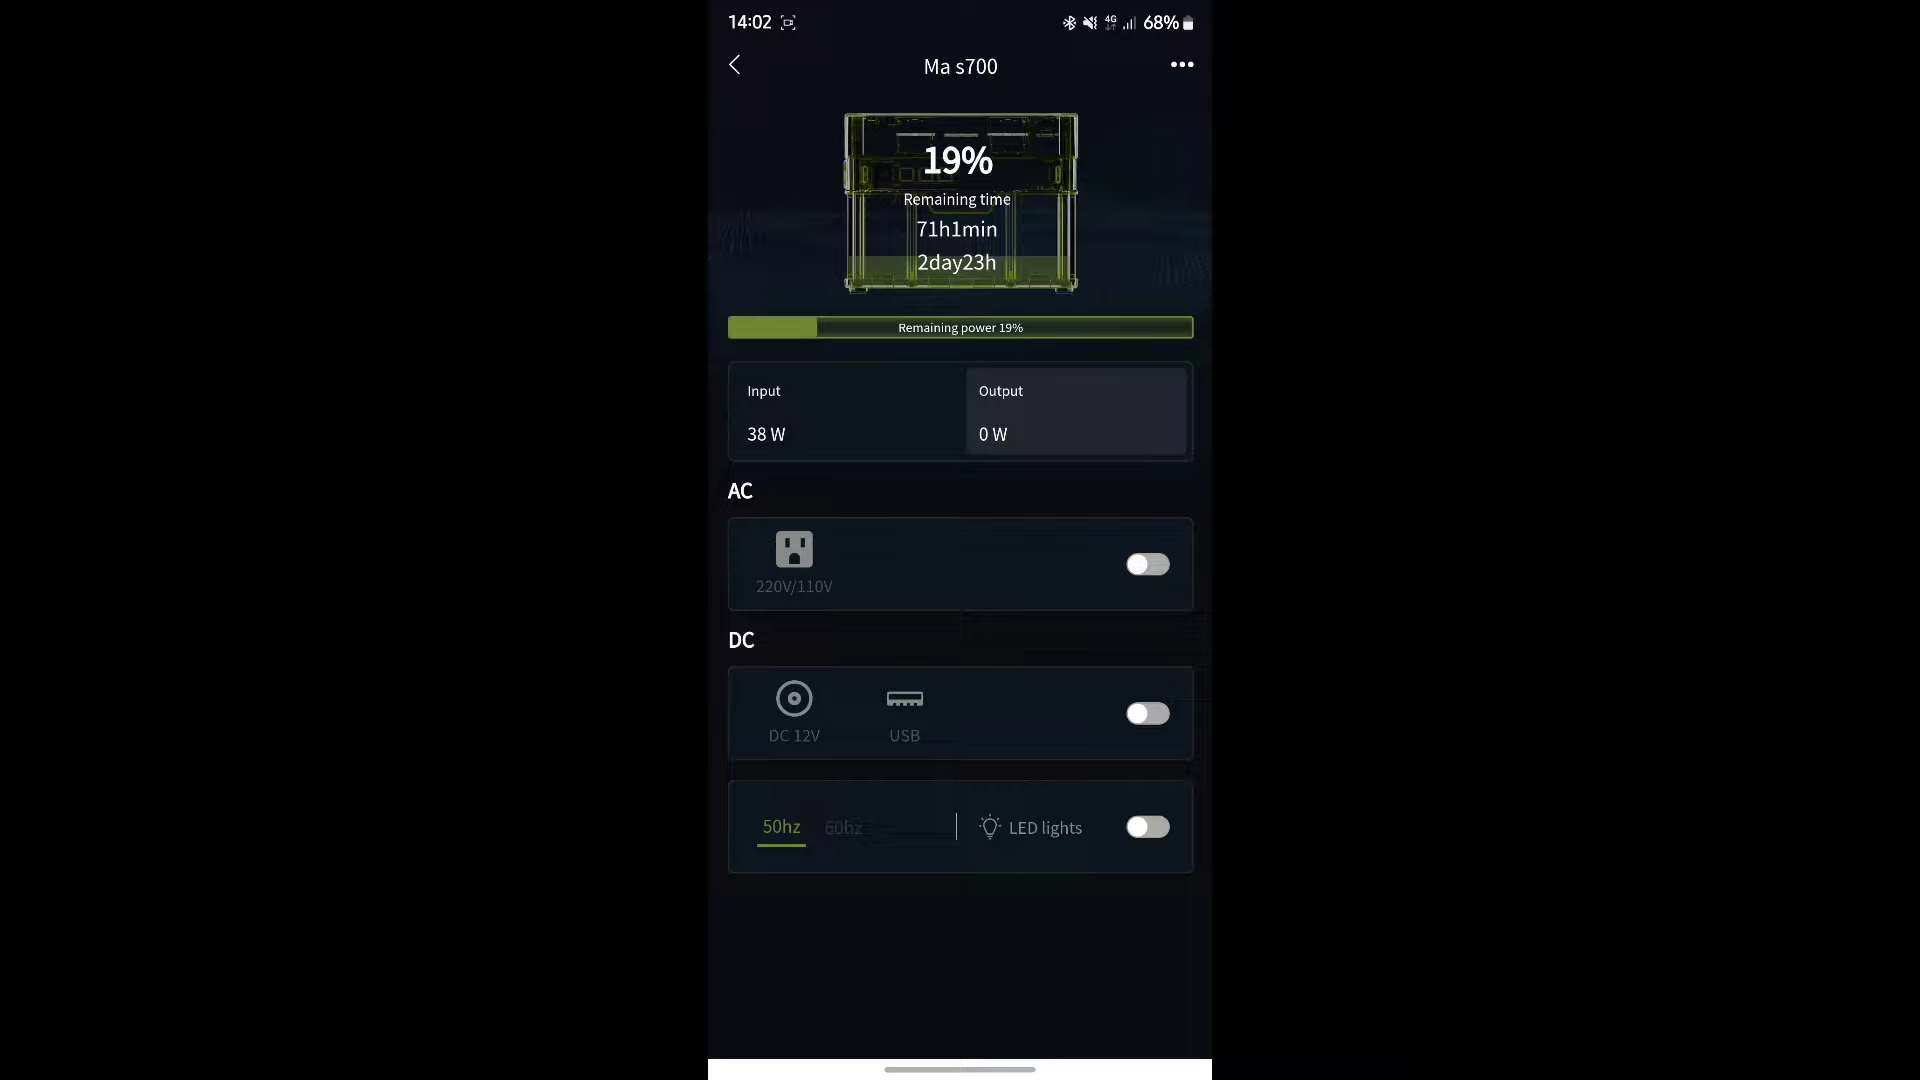 14:02 4G 68%
Ma s700
19%
Remaining time
71h1min
2day23h
Remaining power 19%
Input Output
38 W 0 W
AC
220V/110V
DC
DC 12V USB
50hz 60hz LED lights